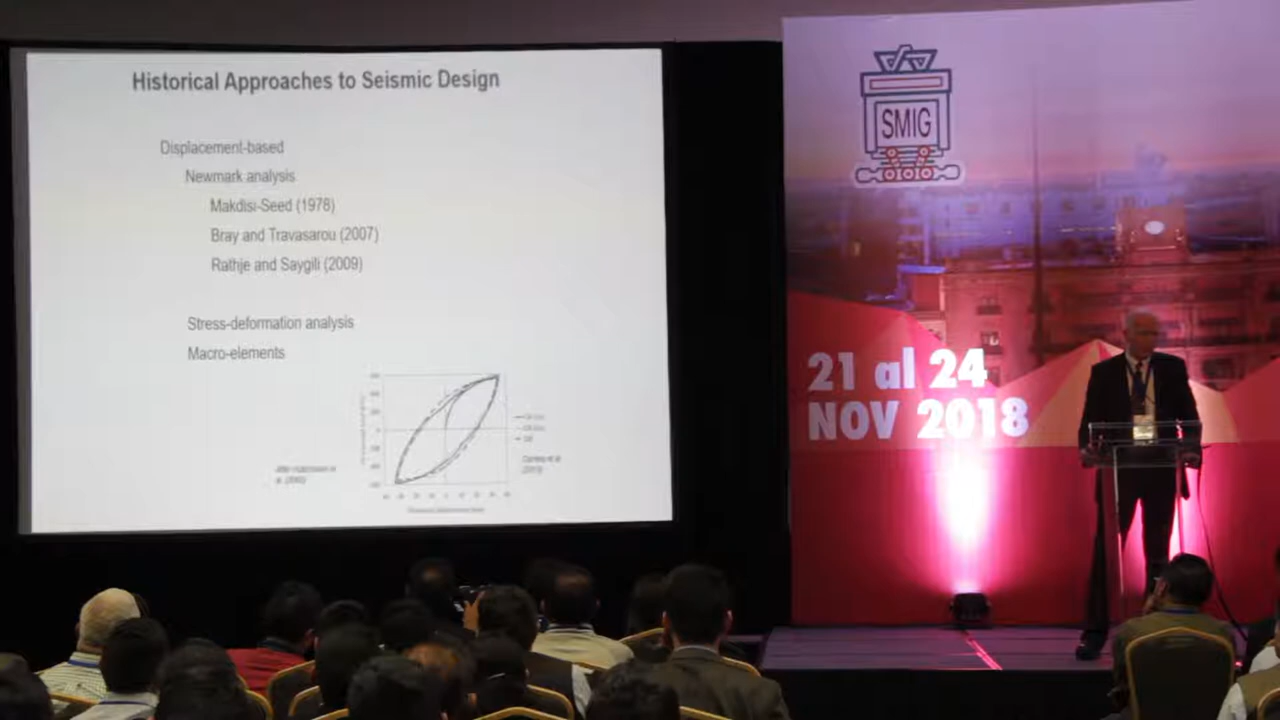 Historical Approaches to Seismic Design
Displacement-based
Newmark analysis
Makdisi-Seed (1978)
Bray and Travasarou (2007)
Rathje and Saygili (2009)
Stress-deformation analysis
Macro-elements
SMIG
21 al 24
NOV 2018